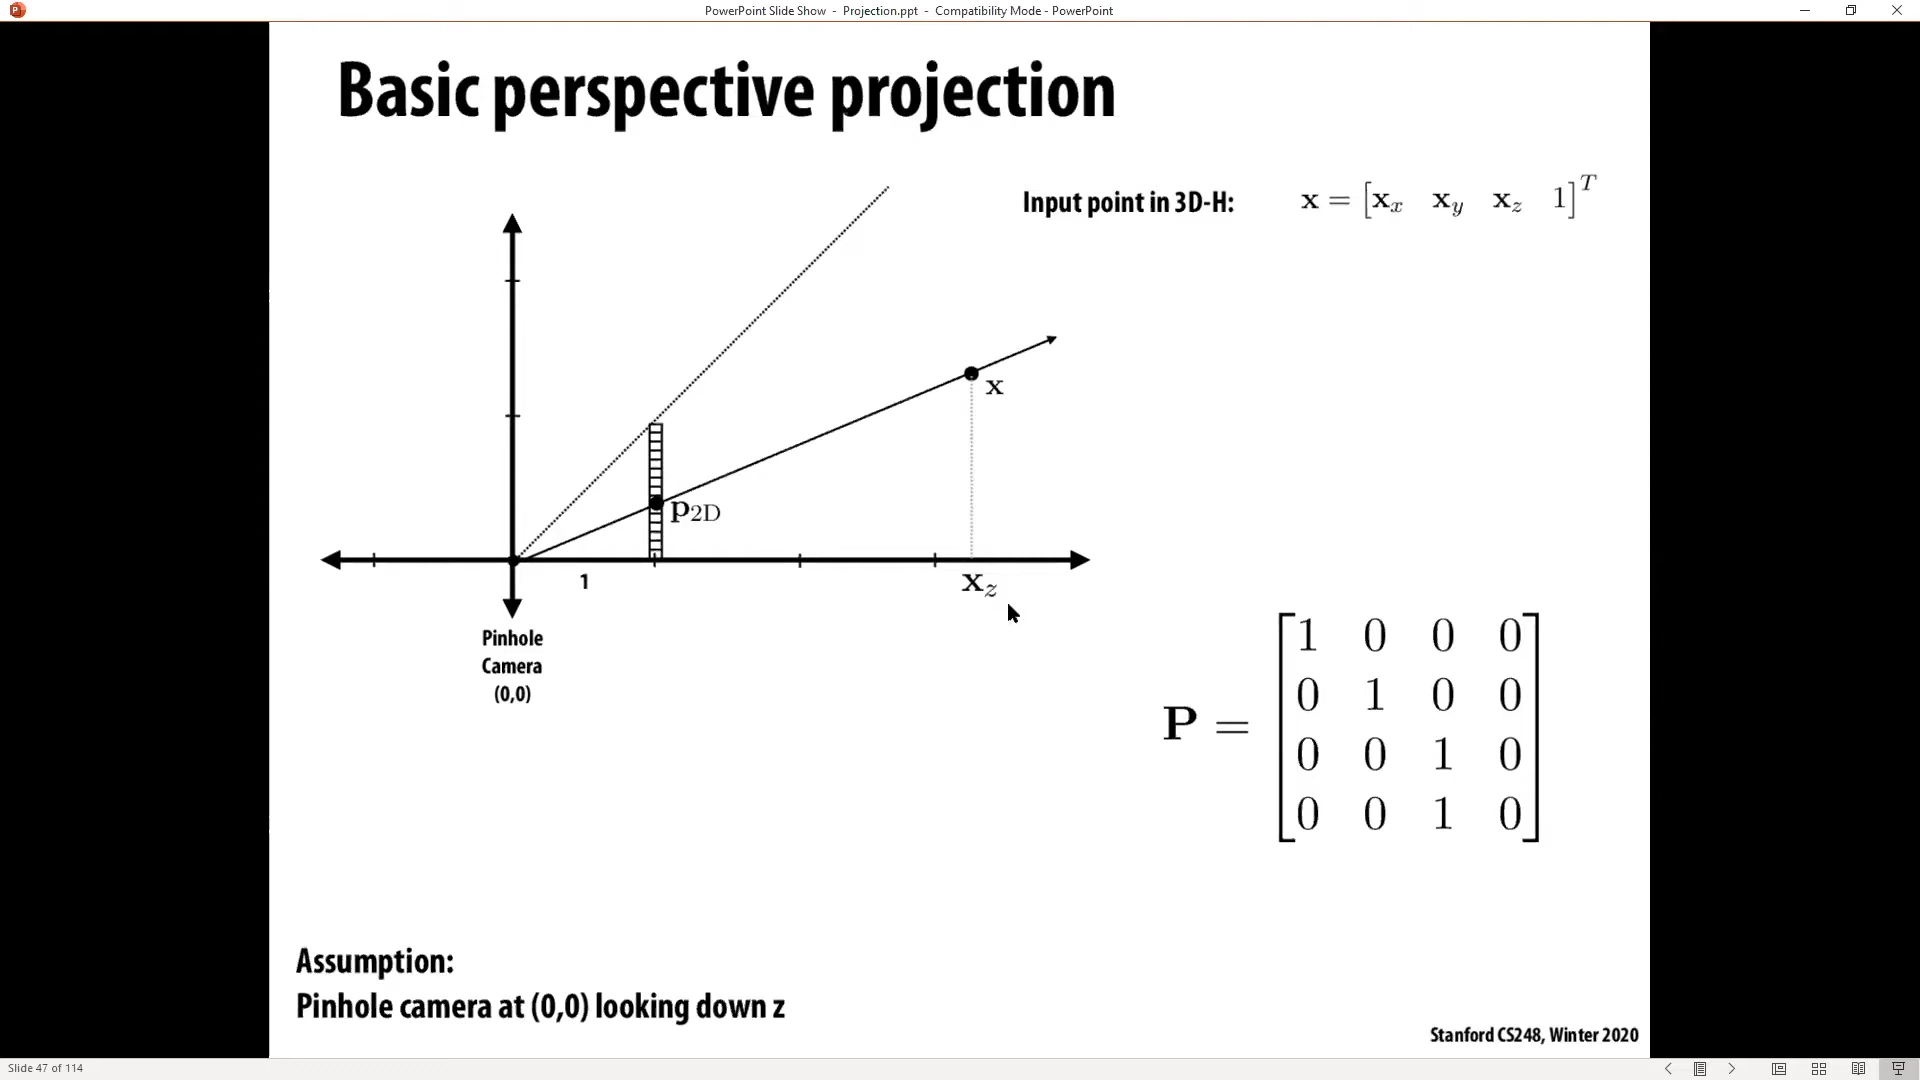 PowerPoint Slide Show - Projection.ppt - Compatibility Mode - PowerPoint
Basic perspective projection
Input point in 3D-H: x = [x_x x_y x_z 1]^T
x
p_2D
1
x_z
Pinhole
Camera
(0,0)
P =
1 0 0 0
0 1 0 0
0 0 1 0
0 0 1 0
Assumption:
Pinhole camera at (0,0) looking down z
Stanford CS248, Winter 2020
Slide 47 of 114